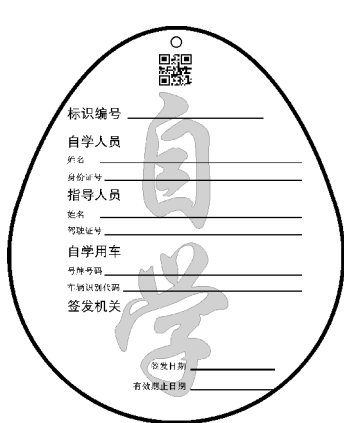 标识编号
自学人员
姓名
身份证号
指导人员
姓名
驾驶证号
自学用车
号牌号码
车辆识别代码
签发机关
签发日期
有效期止日期
自学